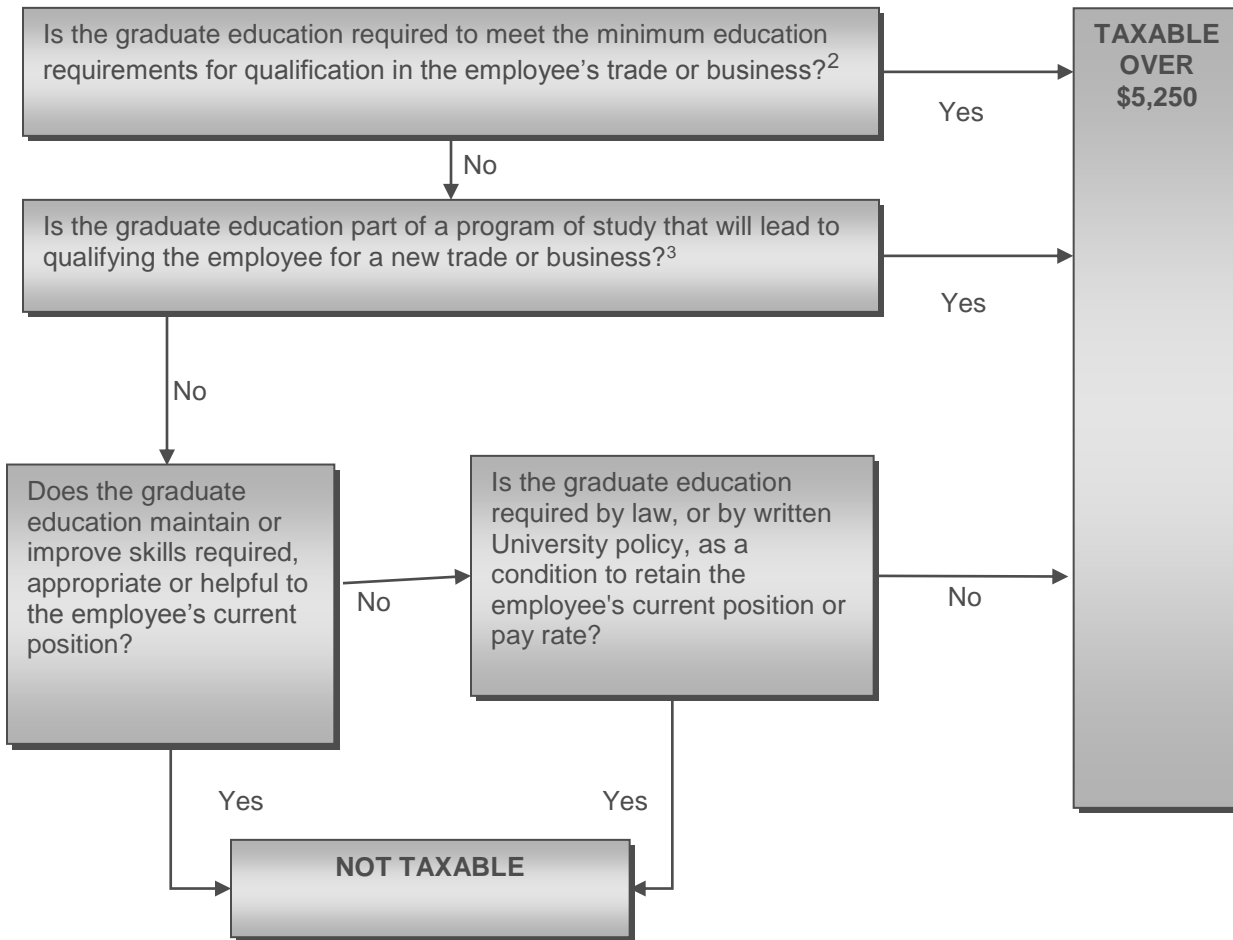 Is the graduate education required to meet the minimum education
requirements for qualification in the employee’s trade or business?2
Yes
TAXABLE
OVER
$5,250
No
Is the graduate education part of a program of study that will lead to
qualifying the employee for a new trade or business?3
Yes
No
Does the graduate
education maintain or
improve skills required,
appropriate or helpful to
the employee’s current
position?
No
Is the graduate education
required by law, or by written
University policy, as a
condition to retain the
employee's current position or
pay rate?
No
Yes
Yes
NOT TAXABLE